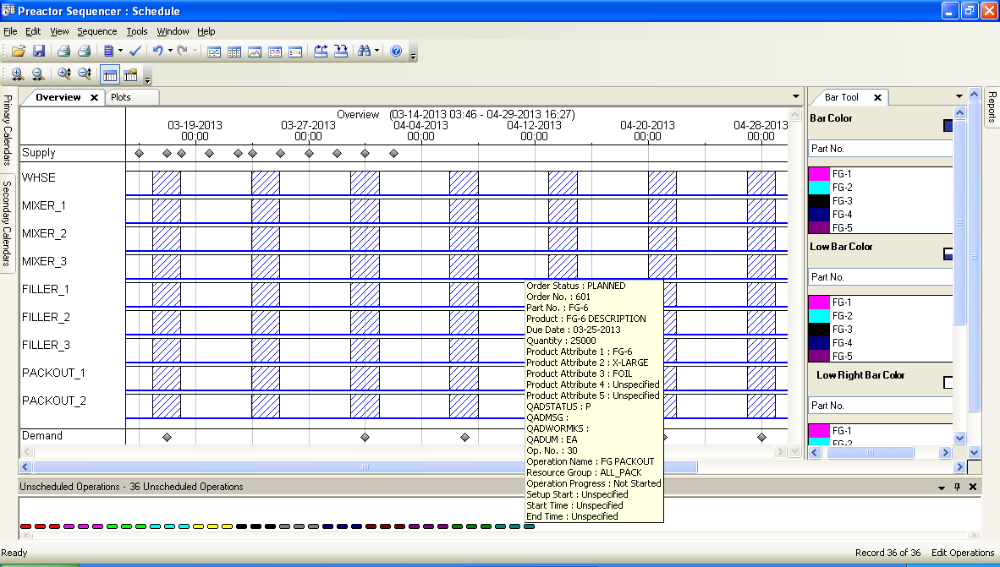 Preactor Sequencer : Schedule
File Edit View Sequence Tools Window Help
Primary Calendars
Secondary Calendars
Overview
Plots
Overview (03-14-2013 03:46 - 04-29-2013 16:27)
03-19-2013 03-27-2013 04-04-2013 04-12-2013 04-20-2013 04-28-2013
00:00 00:00 00:00 00:00 00:00 00:00
Supply
WHSE
MIXER_1
MIXER_2
MIXER_3
FILLER_1
FILLER_2
FILLER_3
PACKOUT_1
PACKOUT_2
Demand
Order Status : PLANNED
Order No. : 601
Part No. : FG-6
Product : FG-6 DESCRIPTION
Due Date : 03-25-2013
Quantity : 25000
Product Attribute 1 : FG-6
Product Attribute 2 : X-LARGE
Product Attribute 3 : FOIL
Product Attribute 4 : Unspecified
Product Attribute 5 : Unspecified
QADSTATUS : P
QADMSG :
QADWORMKS :
QADUM : EA
Op. No. : 30
Operation Name : FG PACKOUT
Resource Group : ALL_PACK
Operation Progress : Not Started
Setup Start : Unspecified
Start Time : Unspecified
End Time : Unspecified
Bar Tool
Bar Color
Part No.
FG-1
FG-2
FG-3
FG-4
FG-5
Low Bar Color
Part No.
FG-1
FG-2
FG-3
FG-4
FG-5
Low Right Bar Color
Part No.
FG-1
FG-2
Reports
Unscheduled Operations - 36 Unscheduled Operations
Ready
Record 36 of 36
Edit Operations